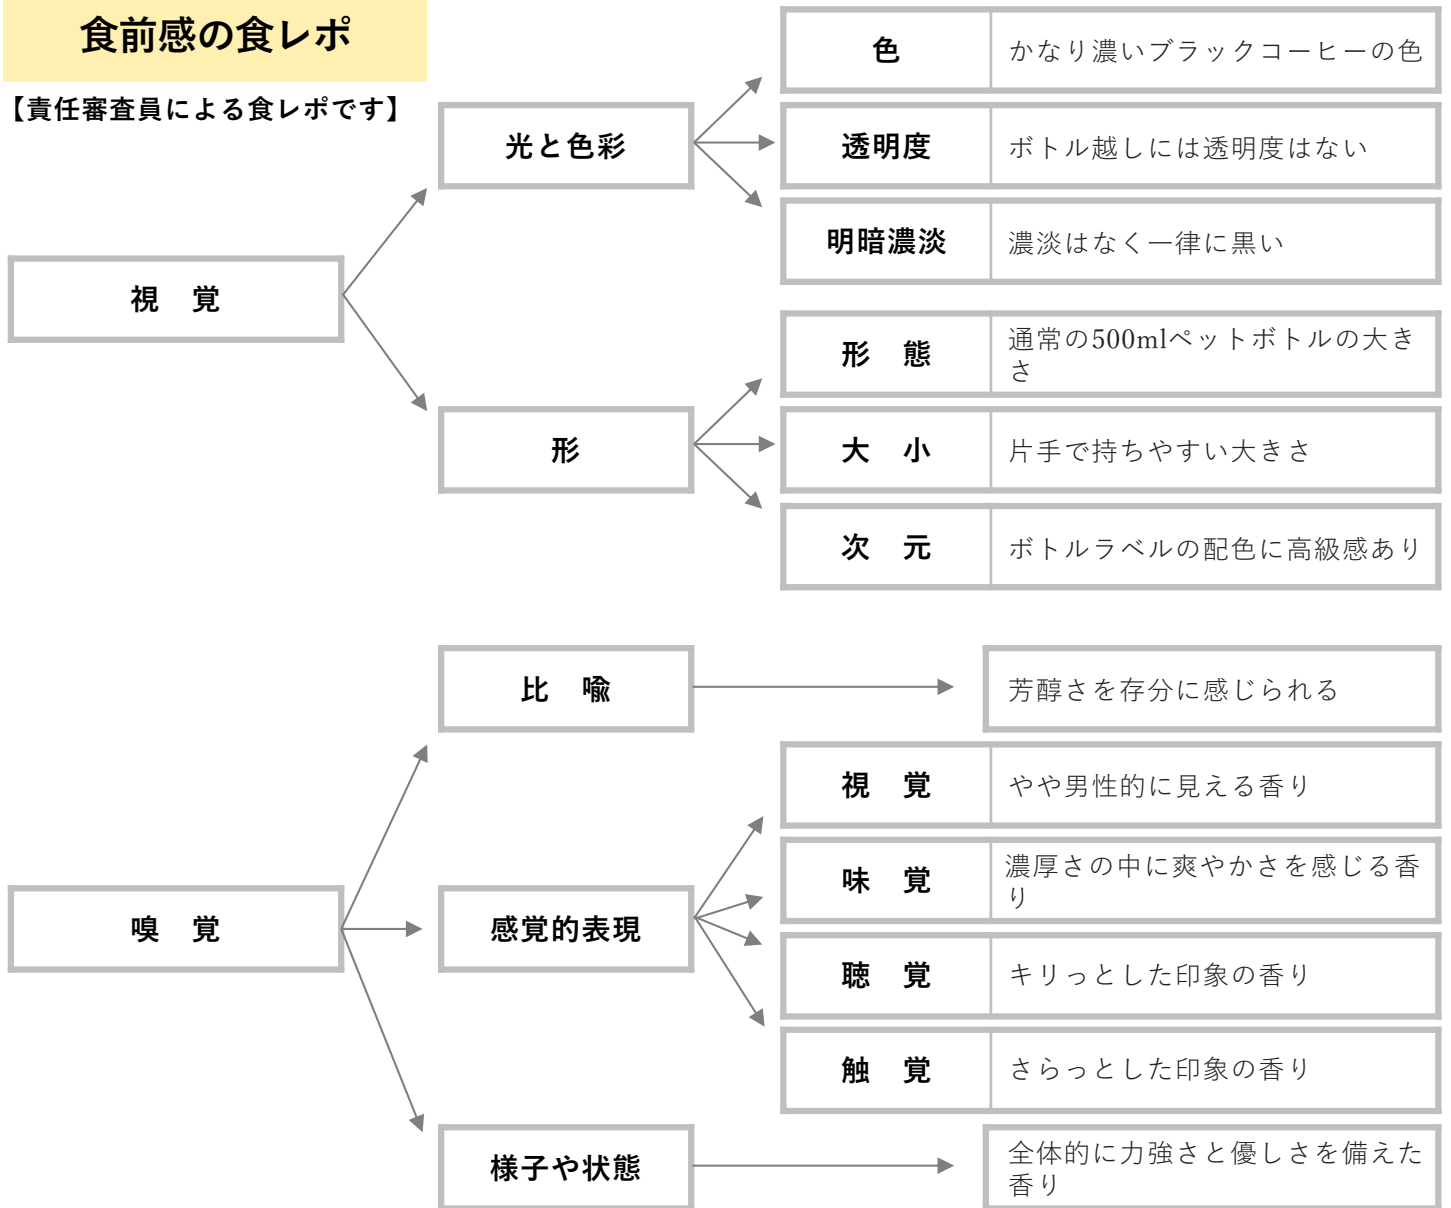 食前感の食レポ
【責任審査員による食レポです】
視　覚
光と色彩
色
かなり濃いブラックコーヒーの色
透明度
ボトル越しには透明度はない
明暗濃淡
濃淡はなく一律に黒い
形
形　態
通常の500mlペットボトルの大き
さ
大　小
片手で持ちやすい大きさ
次　元
ボトルラベルの配色に高級感あり
嗅　覚
比　喩
芳醇さを存分に感じられる
感覚的表現
視　覚
やや男性的に見える香り
味　覚
濃厚さの中に爽やかさを感じる香
り
聴　覚
キリっとした印象の香り
触　覚
さらっとした印象の香り
様子や状態
全体的に力強さと優しさを備えた
香り